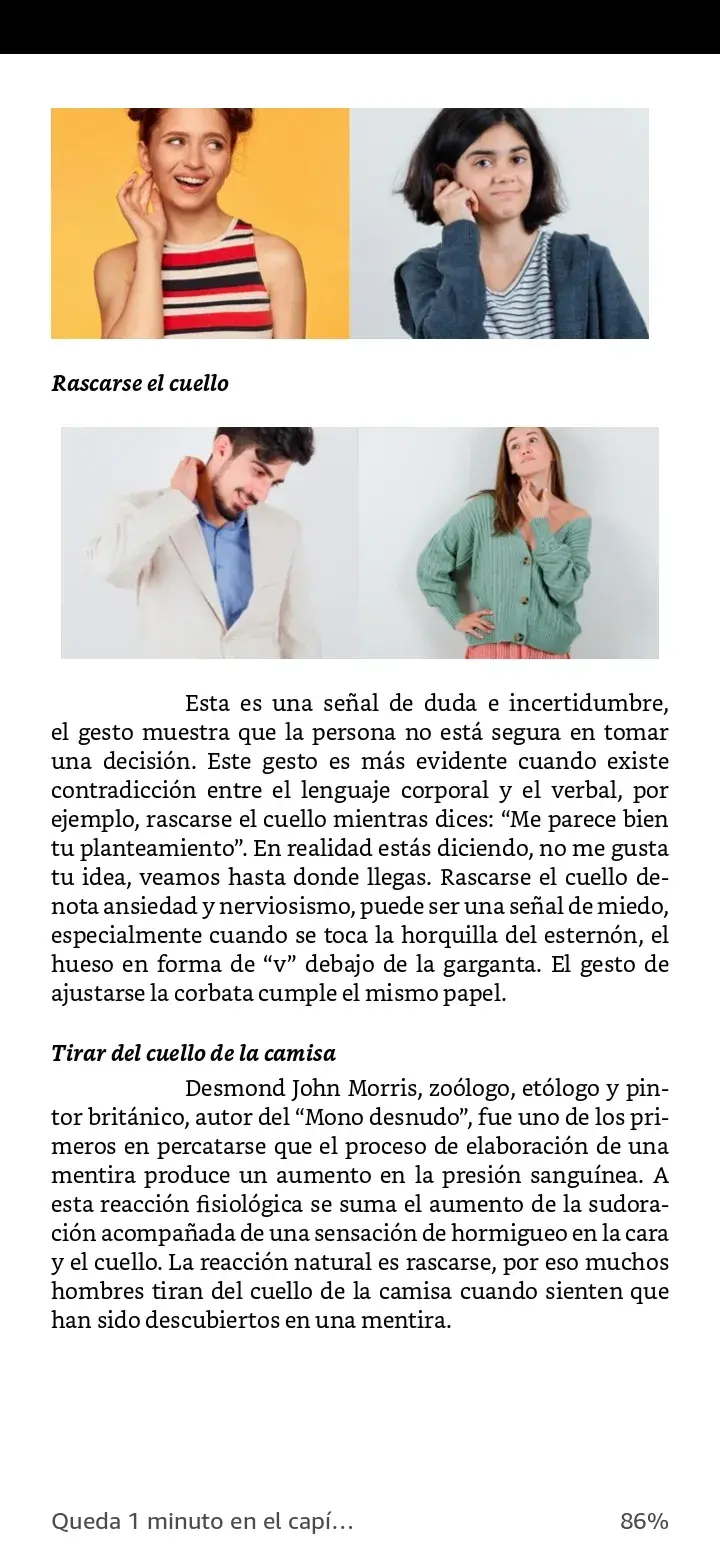 Rascarse el cuello
Esta es una señal de duda e incertidumbre,
el gesto muestra que la persona no está segura en tomar
una decisión. Este gesto es más evidente cuando existe
contradicción entre el lenguaje corporal y el verbal, por
ejemplo, rascarse el cuello mientras dices: “Me parece bien
tu planteamiento”. En realidad estás diciendo, no me gusta
tu idea, veamos hasta donde llegas. Rascarse el cuello de-
nota ansiedad y nerviosismo, puede ser una señal de miedo,
especialmente cuando se toca la horquilla del esternón, el
hueso en forma de “v” debajo de la garganta. El gesto de
ajustarse la corbata cumple el mismo papel.
Tirar del cuello de la camisa
Desmond John Morris, zoólogo, etólogo y pin-
tor británico, autor del “Mono desnudo”, fue uno de los pri-
meros en percatarse que el proceso de elaboración de una
mentira produce un aumento en la presión sanguínea. A
esta reacción fisiológica se suma el aumento de la sudora-
ción acompañada de una sensación de hormigueo en la cara
y el cuello. La reacción natural es rascarse, por eso muchos
hombres tiran del cuello de la camisa cuando sienten que
han sido descubiertos en una mentira.
Queda 1 minuto en el capí… 86%